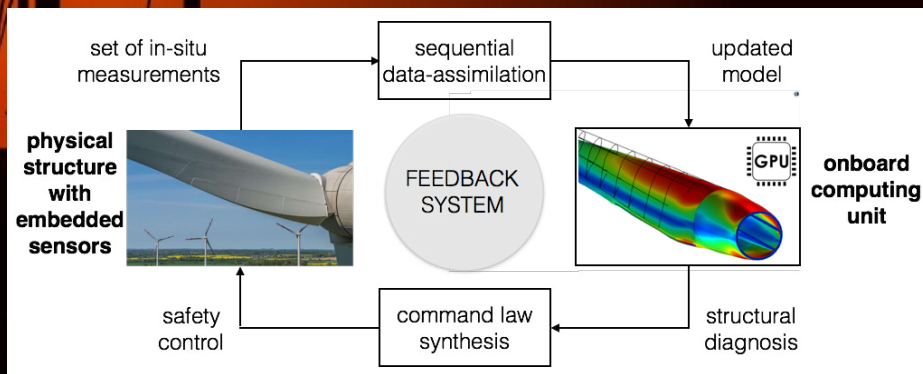 set of in-situ
measurements
sequential
data-assimilation
updated
model
physical
structure
with
embedded
sensors
FEEDBACK
SYSTEM
GPU
onboard
computing
unit
safety
control
command law
synthesis
structural
diagnosis